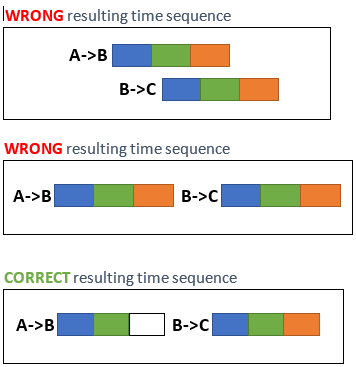 WRONG resulting time sequence
A->B
B->C
WRONG resulting time sequence
A->B B->C
CORRECT resulting time sequence
A->B B->C